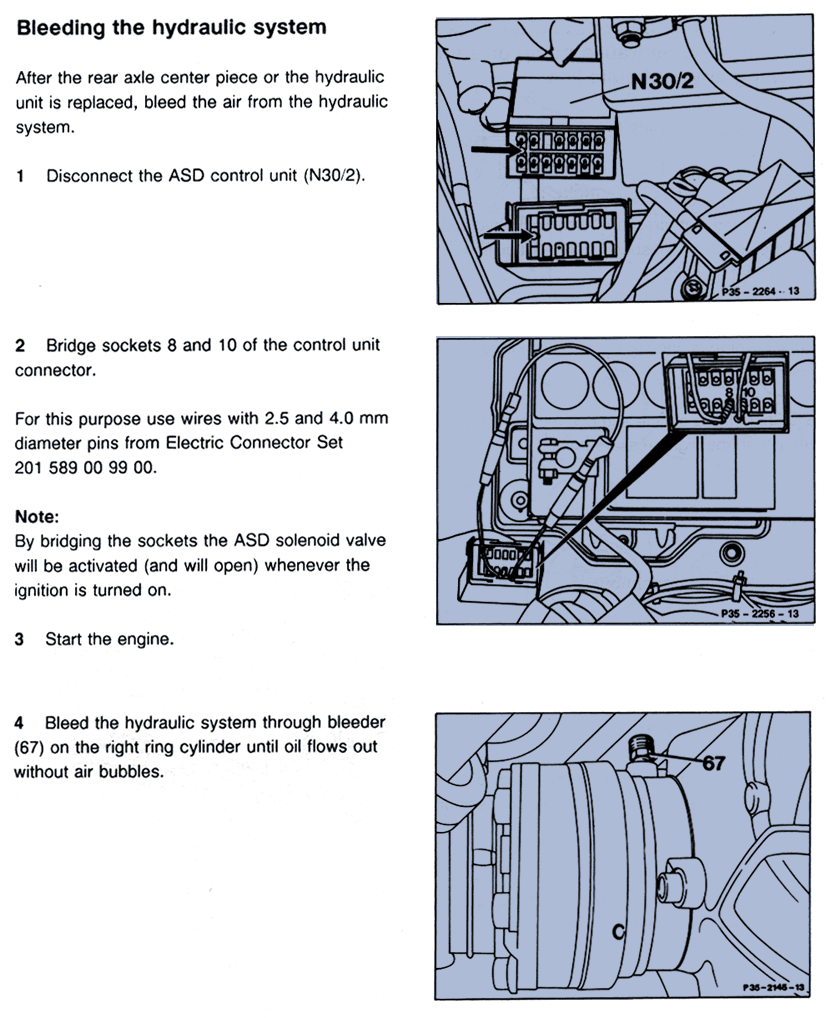 Bleeding the hydraulic system
After the rear axle center piece or the hydraulic
unit is replaced, bleed the air from the hydraulic
system.
1 Disconnect the ASD control unit (N30/2).
N30/2
P35 - 2264 - 13
2 Bridge sockets 8 and 10 of the control unit
connector.
For this purpose use wires with 2.5 and 4.0 mm
diameter pins from Electric Connector Set
201 589 00 99 00.
Note:
By bridging the sockets the ASD solenoid valve
will be activated (and will open) whenever the
ignition is turned on.
3 Start the engine.
8 10
P35 - 2256 - 13
4 Bleed the hydraulic system through bleeder
(67) on the right ring cylinder until oil flows out
without air bubbles.
67
C
P35-2146-13